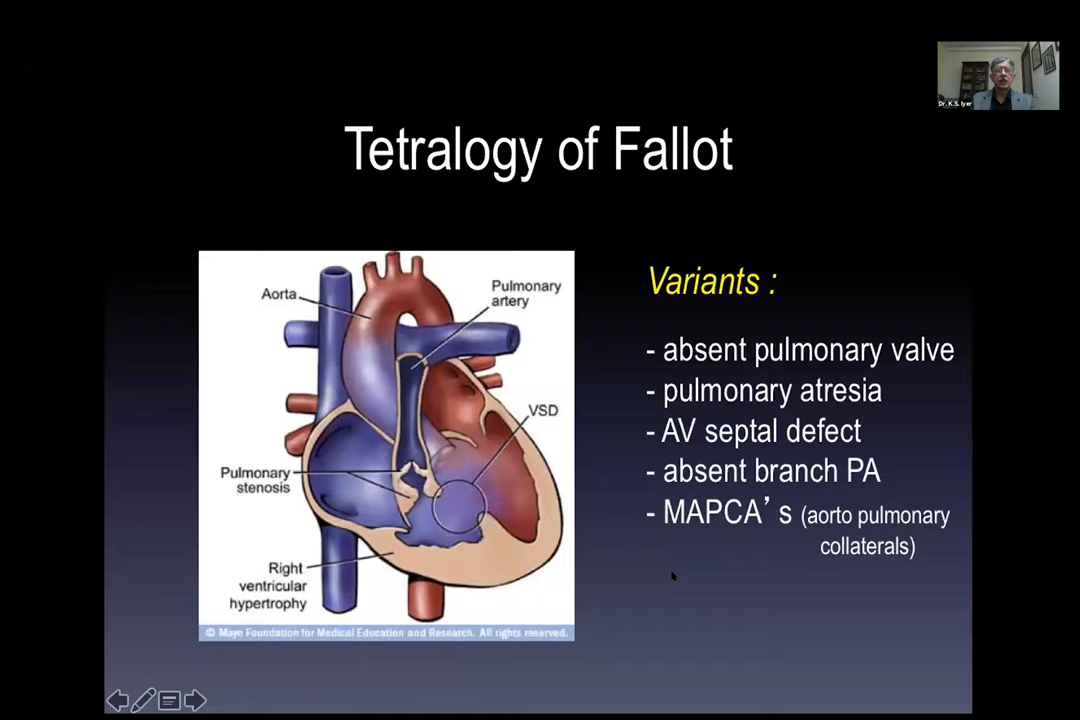 Dr. K.S. Iyer
Tetralogy of Fallot
Aorta
Pulmonary
artery
VSD
Pulmonary
stenosis
Right
ventricular
hypertrophy
© Mayo Foundation for Medical Education and Research. All rights reserved.
Variants :
- absent pulmonary valve
- pulmonary atresia
- AV septal defect
- absent branch PA
- MAPCA’ s (aorto pulmonary
collaterals)